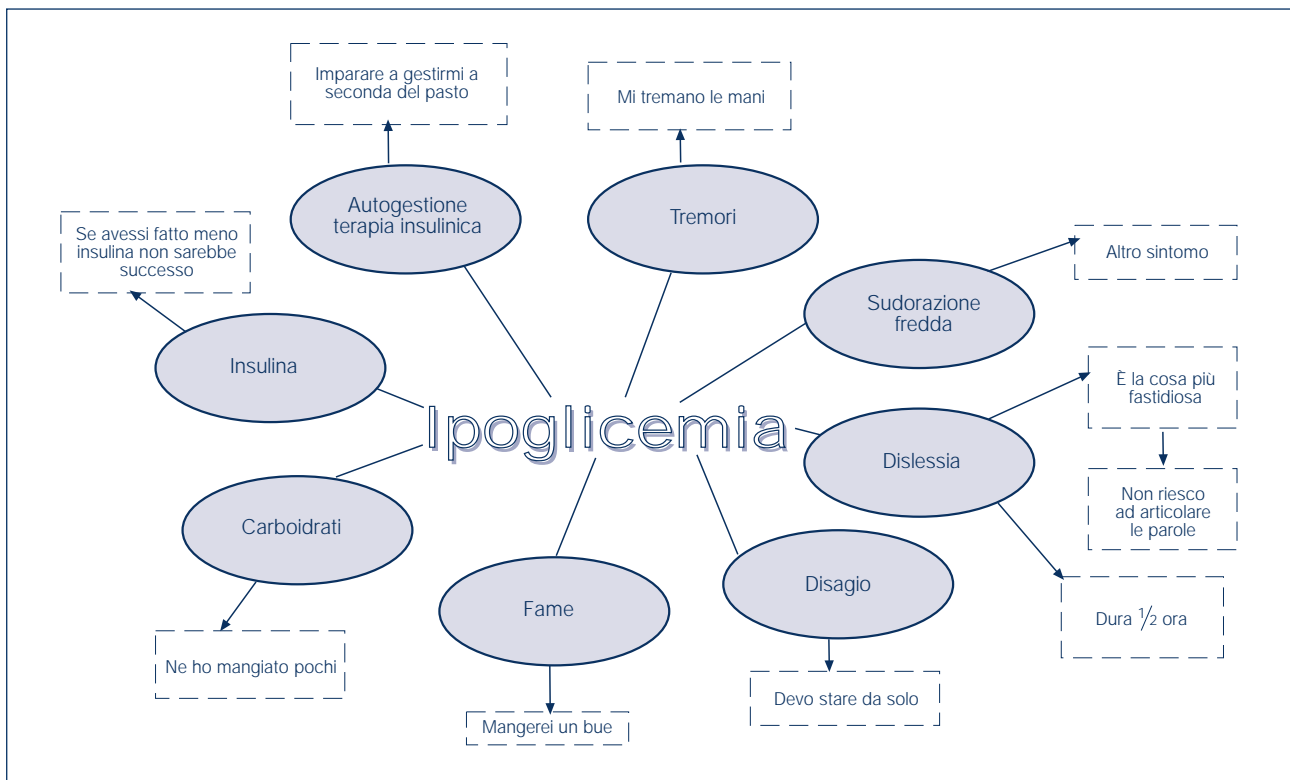 Imparare a gestirmi a
seconda del pasto
Mi tremano le mani
Autogestione
terapia insulinica
Tremori
Se avessi fatto meno
insulina non sarebbe
successo
Altro sintomo
Sudorazione
fredda
Insulina
È la cosa più
fastidiosa
Ipoglicemia
Dislessia
Non riesco
ad articolare
le parole
Carboidrati
Disagio
Fame
Dura 1/2 ora
Ne ho mangiato pochi
Devo stare da solo
Mangerei un bue